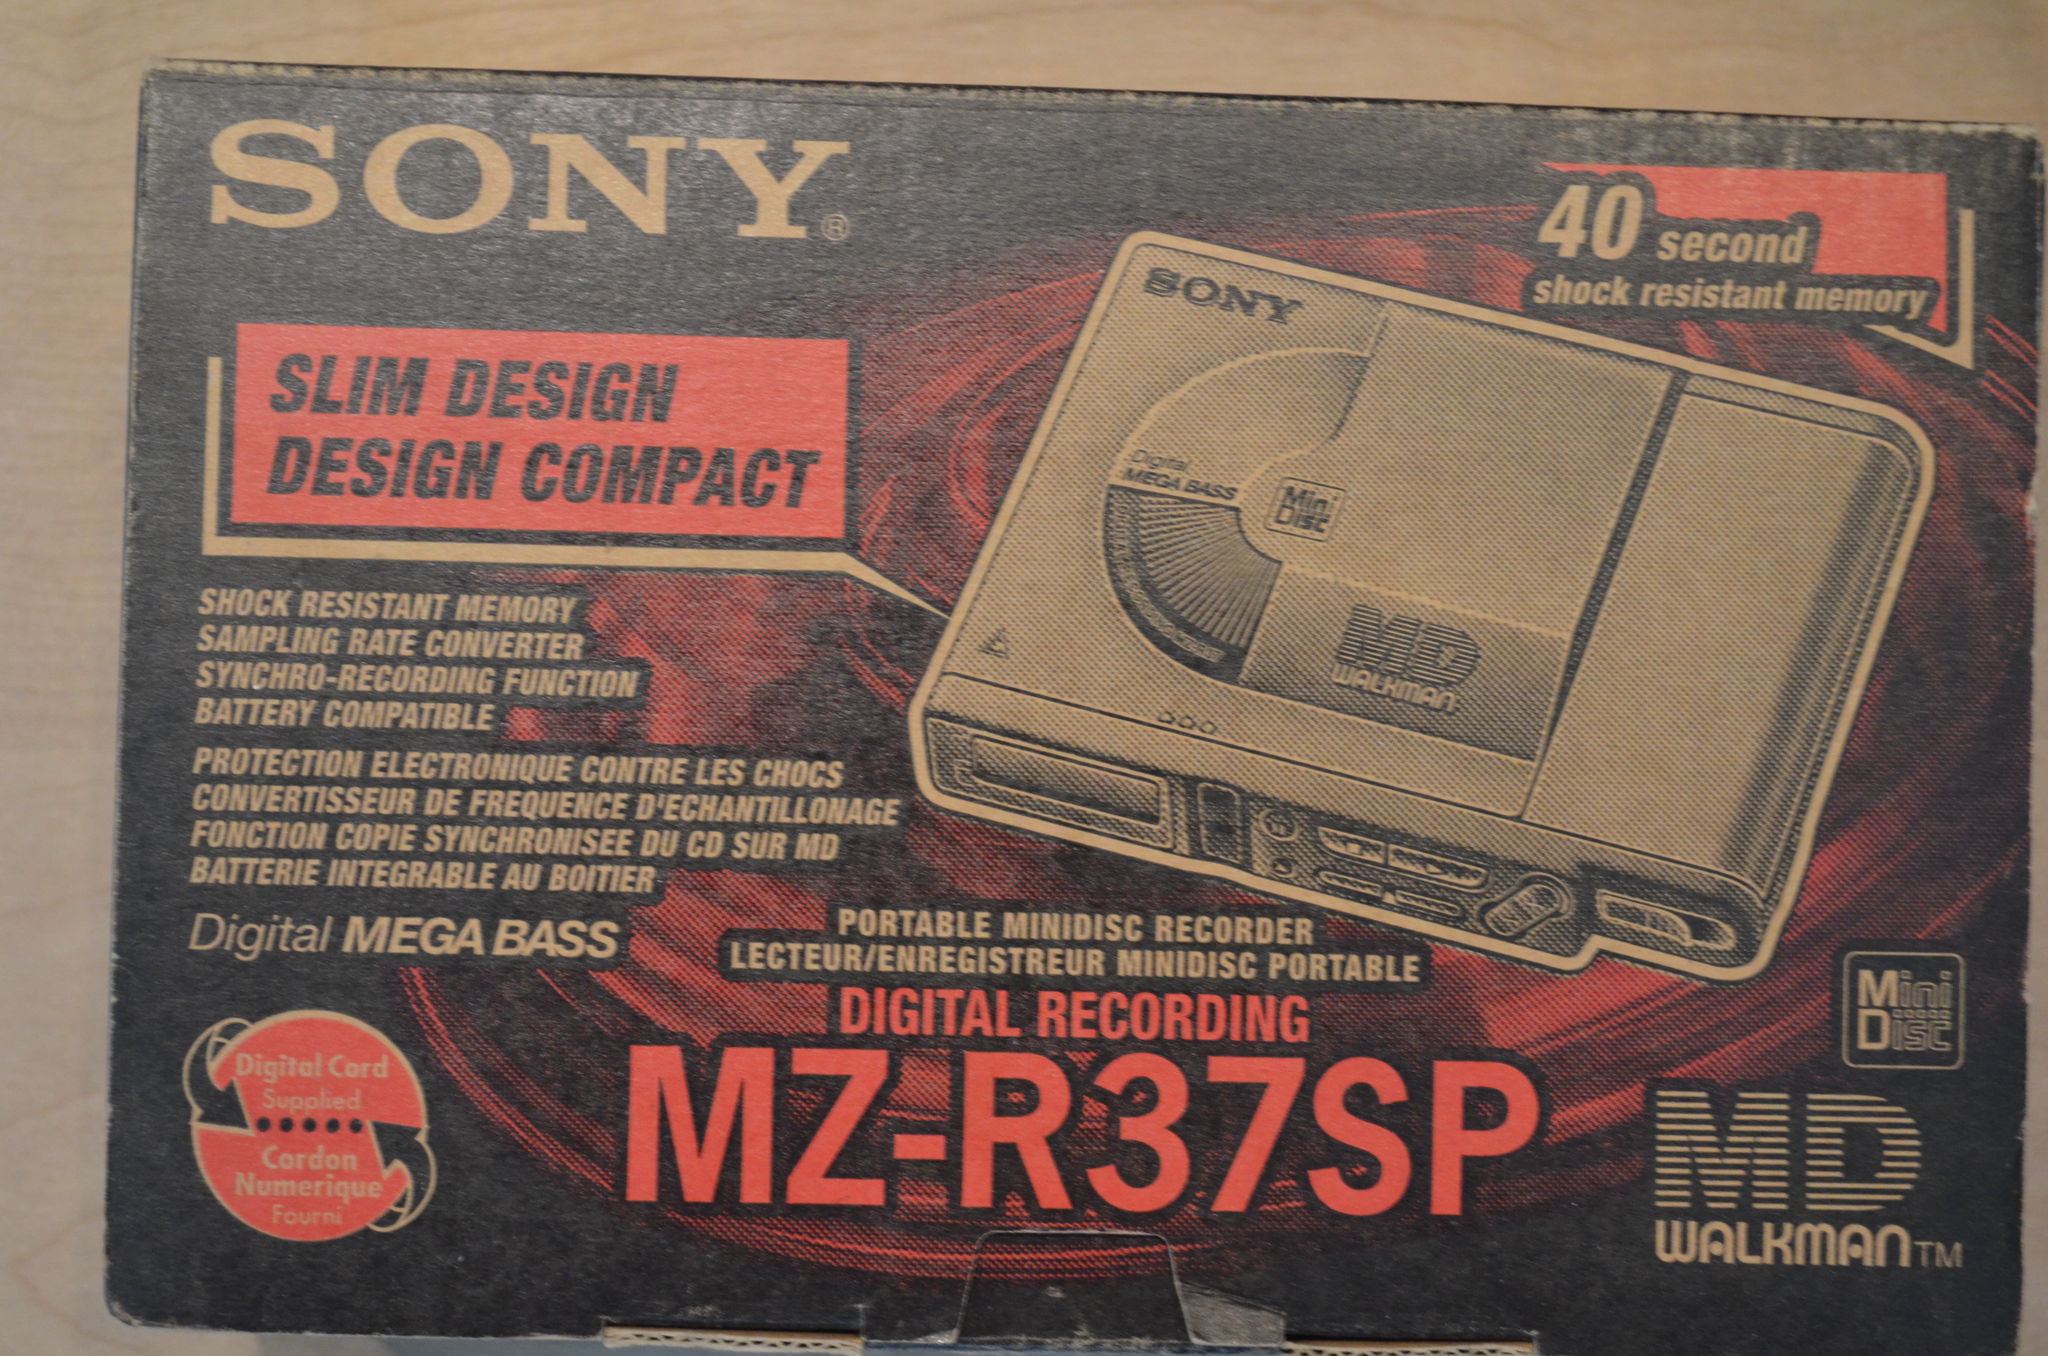 SONY®
40 second
shock resistant memory
SLIM DESIGN
DESIGN COMPACT
SONY
Digital
MEGA BASS
Mini
Disc
MD
WALKMAN
SHOCK RESISTANT MEMORY
SAMPLING RATE CONVERTER
SYNCHRO-RECORDING FUNCTION
BATTERY COMPATIBLE
PROTECTION ELECTRONIQUE CONTRE LES CHOCS
CONVERTISSEUR DE FREQUENCE D'ECHANTILLONAGE
FONCTION COPIE SYNCHRONISEE DU CD SUR MD
BATTERIE INTEGRABLE AU BOITIER
Digital MEGA BASS
PORTABLE MINIDISC RECORDER
LECTEUR/ENREGISTREUR MINIDISC PORTABLE
DIGITAL RECORDING
MZ-R37SP
Digital Cord
Supplied
Cordon
Numerique
Fourni
Mini
Disc
MD
WALKMAN™